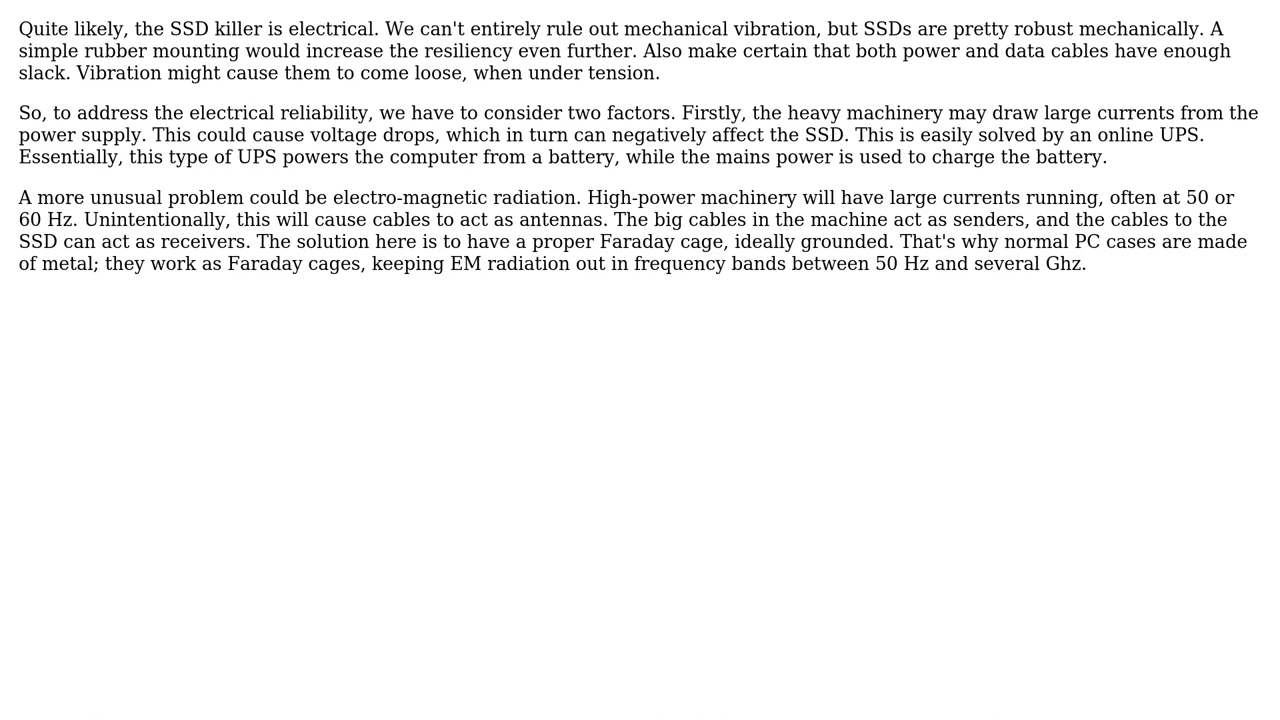 Quite likely, the SSD killer is electrical. We can't entirely rule out mechanical vibration, but SSDs are pretty robust mechanically. A
simple rubber mounting would increase the resiliency even further. Also make certain that both power and data cables have enough
slack. Vibration might cause them to come loose, when under tension.
So, to address the electrical reliability, we have to consider two factors. Firstly, the heavy machinery may draw large currents from the
power supply. This could cause voltage drops, which in turn can negatively affect the SSD. This is easily solved by an online UPS.
Essentially, this type of UPS powers the computer from a battery, while the mains power is used to charge the battery.
A more unusual problem could be electro-magnetic radiation. High-power machinery will have large currents running, often at 50 or
60 Hz. Unintentionally, this will cause cables to act as antennas. The big cables in the machine act as senders, and the cables to the
SSD can act as receivers. The solution here is to have a proper Faraday cage, ideally grounded. That's why normal PC cases are made
of metal; they work as Faraday cages, keeping EM radiation out in frequency bands between 50 Hz and several Ghz.